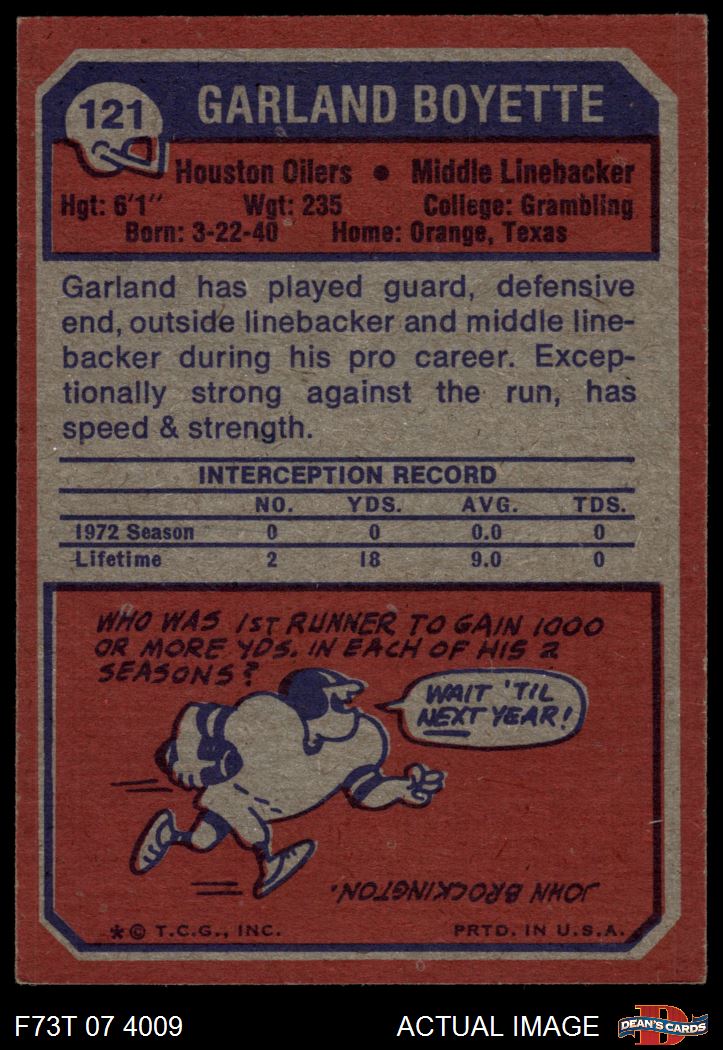 121
GARLAND BOYETTE
Houston Oilers • Middle Linebacker
Hgt: 6'1" Wgt: 235 College: Grambling
Born: 3-22-40 Home: Orange, Texas
Garland has played guard, defensive
end, outside linebacker and middle line-
backer during his pro career. Excep-
tionally strong against the run, has
speed & strength.
INTERCEPTION RECORD
NO. YDS. AVG. TDS.
1972 Season 0 0 0.0 0
Lifetime 2 18 9.0 0
WHO WAS 1ST RUNNER TO GAIN 1000
OR MORE YDS. IN EACH OF HIS 2
SEASONS?
WAIT 'TIL
NEXT YEAR!
JOHN BROCKINGTON.
*© T.C.G., INC. PRTD. IN U.S.A.
F73T 07 4009 ACTUAL IMAGE
D
DEAN'S CARDS